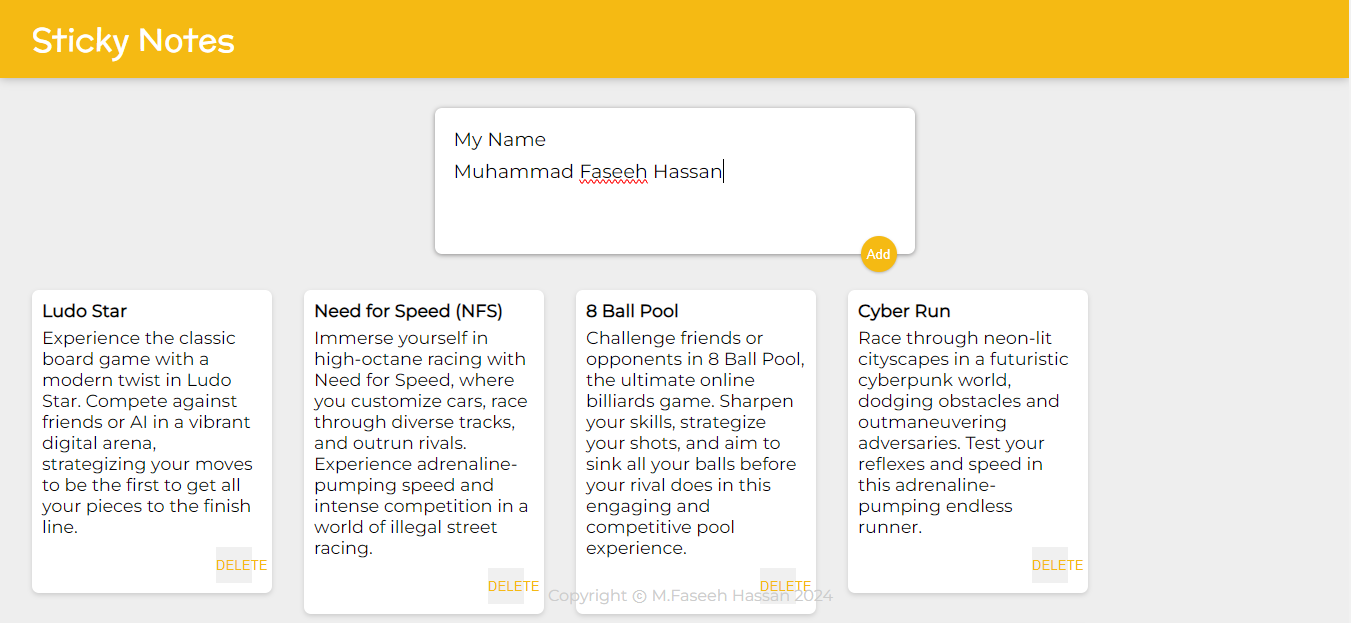 Sticky Notes
My Name
Muhammad Faseeh Hassan
Add
Ludo Star
Experience the classic
board game with a
modern twist in Ludo
Star. Compete against
friends or AI in a vibrant
digital arena,
strategizing your moves
to be the first to get all
your pieces to the finish
line.
DELETE
Need for Speed (NFS)
Immerse yourself in
high-octane racing with
Need for Speed, where
you customize cars, race
through diverse tracks,
and outrun rivals.
Experience adrenaline-
pumping speed and
intense competition in a
world of illegal street
racing.
DELETE
8 Ball Pool
Challenge friends or
opponents in 8 Ball Pool,
the ultimate online
billiards game. Sharpen
your skills, strategize
your shots, and aim to
sink all your balls before
your rival does in this
engaging and
competitive pool
experience.
DELETE
Cyber Run
Race through neon-lit
cityscapes in a futuristic
cyberpunk world,
dodging obstacles and
outmaneuvering
adversaries. Test your
reflexes and speed in
this adrenaline-
pumping endless
runner.
DELETE
Copyright © M.Faseeh Hassan 2024